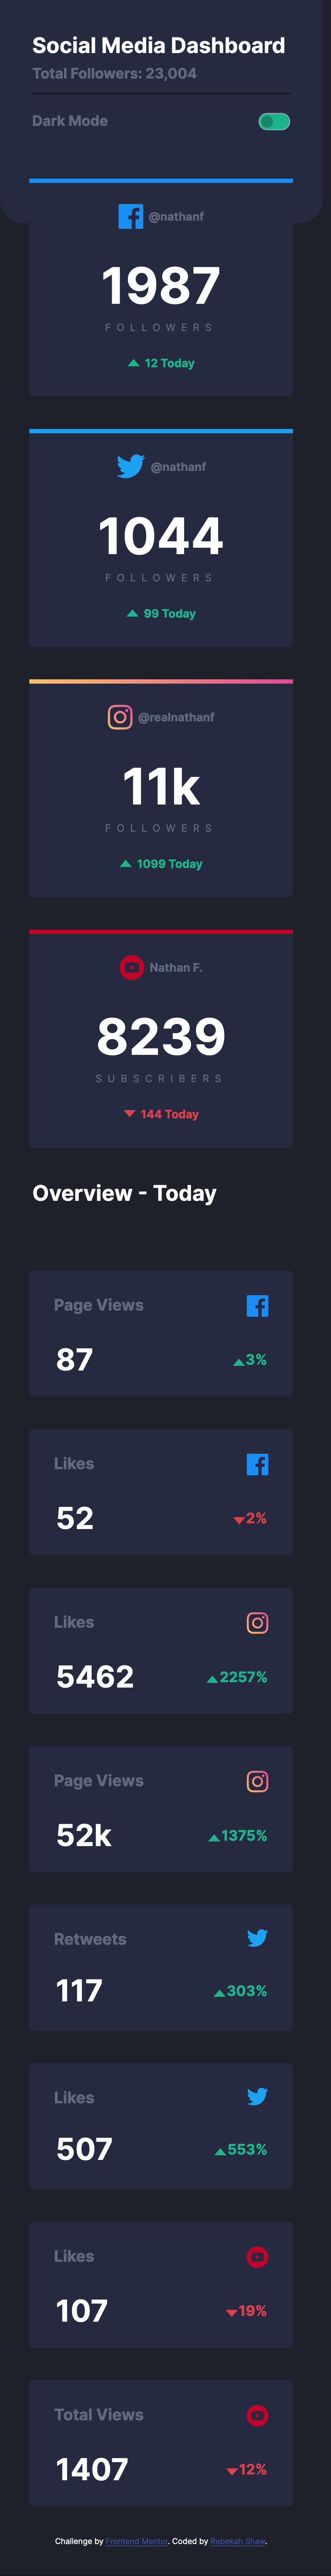 Social Media Dashboard
Total Followers: 23,004
Dark Mode
@nathanf
1987
FOLLOWERS
12 Today
@nathanf
1044
FOLLOWERS
99 Today
@realnathanf
11k
FOLLOWERS
1099 Today
Nathan F.
8239
SUBSCRIBERS
144 Today
Overview - Today
Page Views
87
3%
Likes
52
2%
Likes
5462
2257%
Page Views
52k
1375%
Retweets
117
303%
Likes
507
553%
Likes
107
19%
Total Views
1407
12%
Challenge by Frontend Mentor. Coded by Rebekah Shaw.